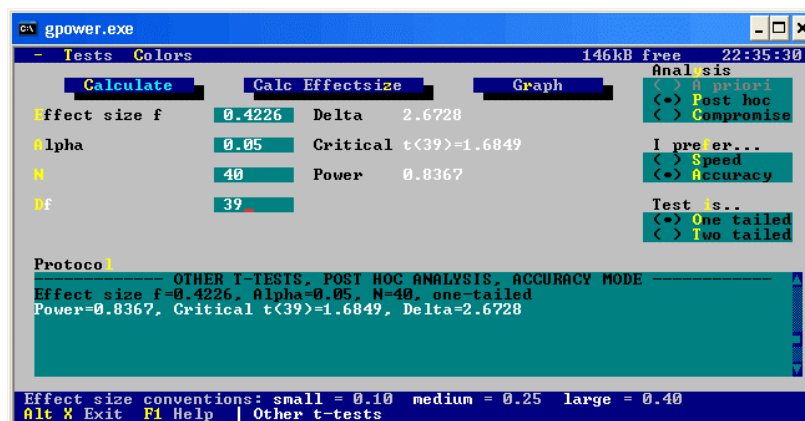 gpower.exe
- Tests Colors 146kB free 22:35:30
Calculate Calc Effectsize Graph
Effect size f 0.4226 Delta 2.6728
Alpha 0.05 Critical t(39)=1.6849
N 40 Power 0.8367
Df 39_
Analysis
( ) A priori
(•) Post hoc
( ) Compromise
I prefer...
( ) Speed
(•) Accuracy
Test is..
(•) One tailed
( ) Two tailed
Protocol
------------- OTHER T-TESTS, POST HOC ANALYSIS, ACCURACY MODE ------------
Effect size f=0.4226, Alpha=0.05, N=40, one-tailed
Power=0.8367, Critical t(39)=1.6849, Delta=2.6728
Effect size conventions: small = 0.10 medium = 0.25 large = 0.40
Alt X Exit F1 Help | Other t-tests